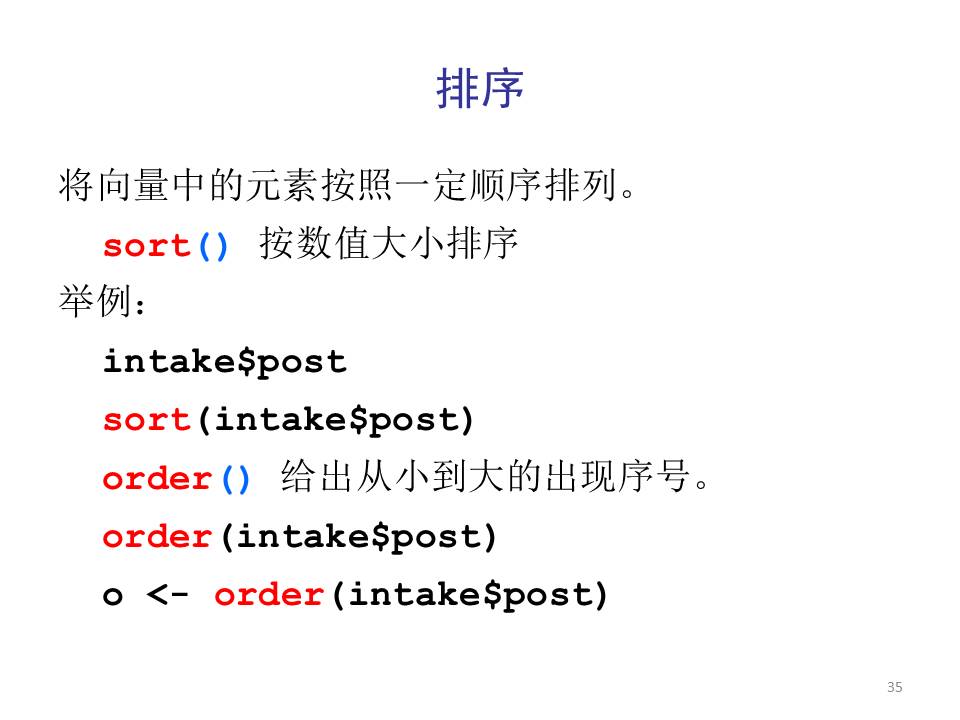 排序
将向量中的元素按照一定顺序排列。
sort() 按数值大小排序
举例：
intake$post
sort(intake$post)
order() 给出从小到大的出现序号。
order(intake$post)
o <- order(intake$post)
35